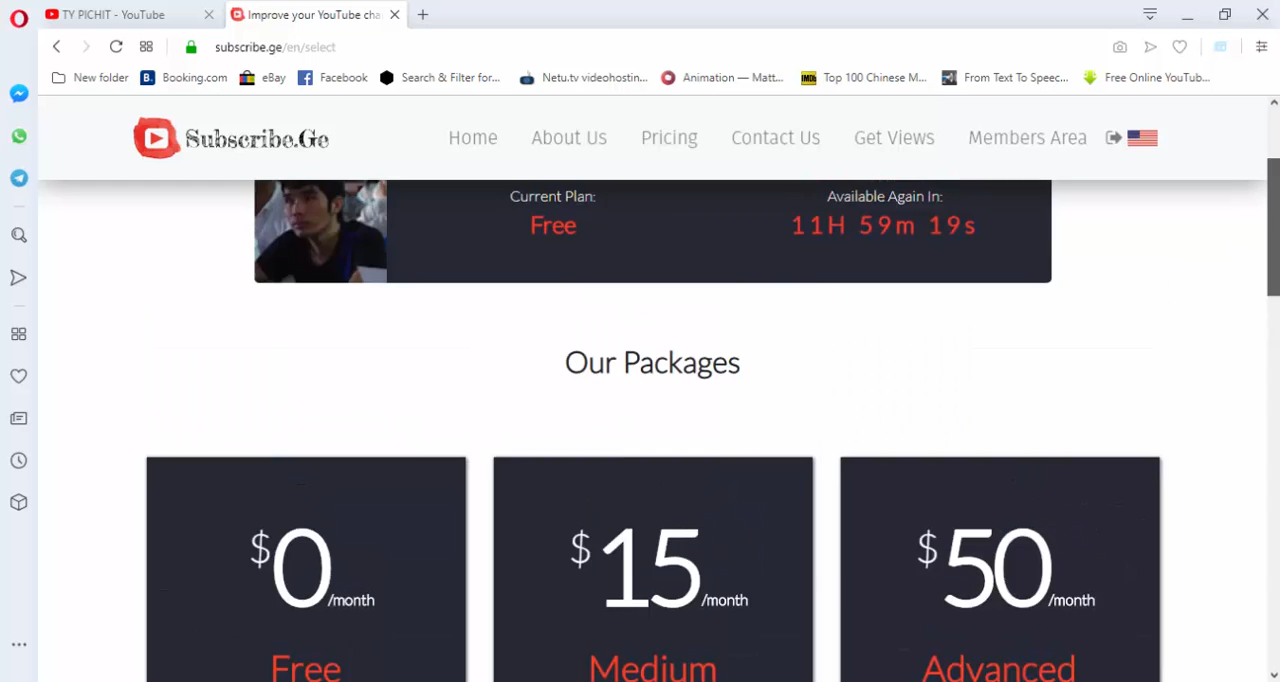 TY PICHIT - YouTube
Improve your YouTube cha
subscribe.ge/en/select
New folder
Booking.com
eBay
Facebook
Search & Filter for...
Netu.tv videohostin...
Animation — Matt...
Top 100 Chinese M...
From Text To Speec...
Free Online YouTub...
Subscribe.Ge
Home
About Us
Pricing
Contact Us
Get Views
Members Area
Current Plan:
Free
Available Again In:
11H 59m 19s
Our Packages
$0/month
Free
$15/month
Medium
$50/month
Advanced